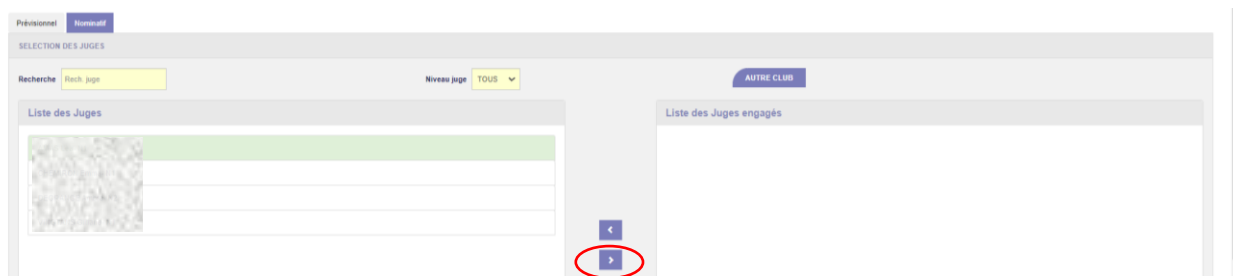 Prévisionnel Nominatif
SELECTION DES JUGES
Recherche Rech. juge Niveau juge TOUS AUTRE CLUB
Liste des Juges Liste des Juges engagés
<
>